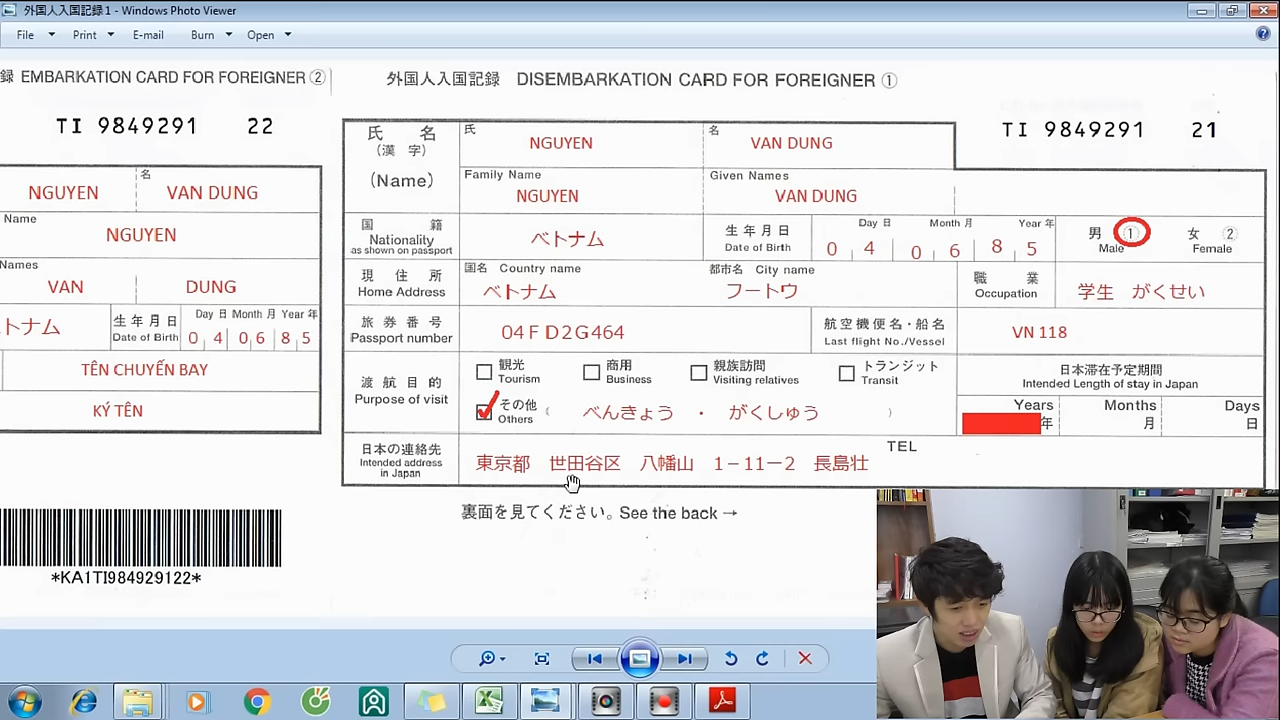 外国人入国記録1 - Windows Photo Viewer
File Print E-mail Burn Open
録 EMBARKATION CARD FOR FOREIGNER ②
TI 9849291 22
NGUYEN 名 VAN DUNG
Name
NGUYEN
Names
VAN DUNG
トナム 生年月日 Date of Birth Day 日 Month 月 Year 年
0 4 0 6 8 5
TÊN CHUYẾN BAY
KÝ TÊN
*KA1TI984929122*
外国人入国記録 DISEMBARKATION CARD FOR FOREIGNER ①
TI 9849291 21
氏名 (漢字) (Name)
氏 NGUYEN 名 VAN DUNG
Family Name NGUYEN Given Names VAN DUNG
国籍 Nationality as shown on passport
ベトナム
生年月日 Date of Birth
Day 日 Month 月 Year 年
0 4 0 6 8 5
男 Male ① 女 Female ②
現住所 Home Address
国名 Country name ベトナム
都市名 City name フートウ
職業 Occupation 学生 がくせい
旅券番号 Passport number 04FD2G464
航空機便名・船名 Last flight No./Vessel VN 118
渡航目的 Purpose of visit
観光 Tourism
商用 Business
親族訪問 Visiting relatives
トランジット Transit
その他 Others ( べんきょう ・ がくしゅう )
日本滞在予定期間 Intended Length of stay in Japan
Years 年 Months 月 Days 日
日本の連絡先 Intended address in Japan
東京都 世田谷区 八幡山 1-11-2 長島壮
TEL
裏面を見てください。 See the back →